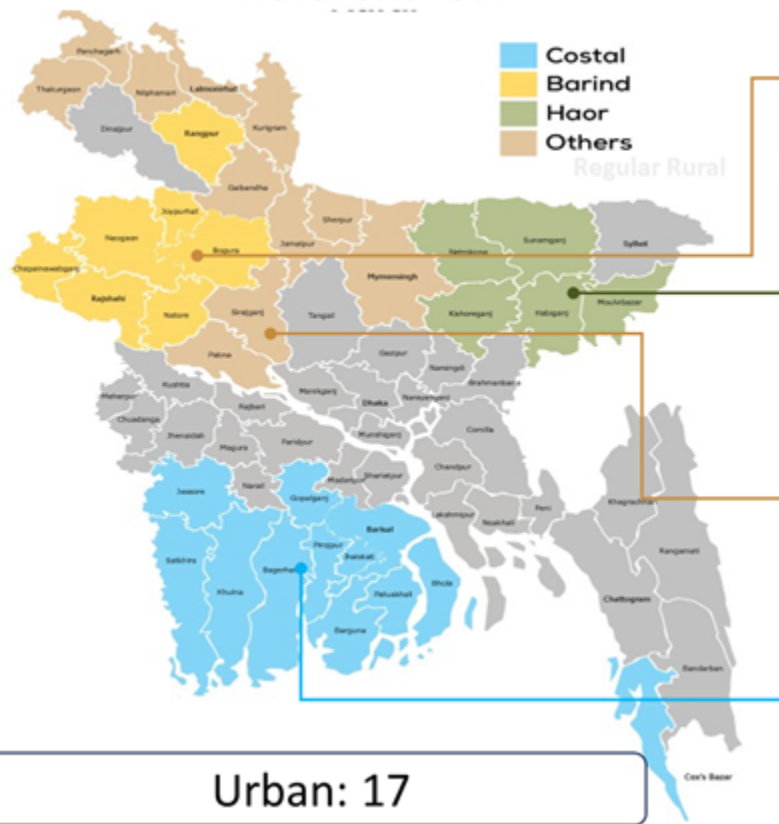 Costal
Barind
Haor
Others
Regular Rural
Panchagarh
Thakurgaon
Nilphamari
Lalmonirhat
Dinajpur
Rangpur
Kurigram
Gaibandha
Joypurhat
Naogaon
Bogura
Jamalpur
Sherpur
Netrokona
Sunamganj
Syllet
Chapainawabganj
Rajshahi
Natore
Sirajganj
Tangail
Mymensingh
Kishoreganj
Habiganj
Moulvibazar
Pabna
Gazipur
Narsingdi
Kushtia
Meherpur
Manikganj
Dhaka
Narayanganj
Brahmanbaria
Chuadanga
Rajbari
Jhenaidah
Magura
Faridpur
Munshiganj
Comilla
Jessore
Narail
Gopalganj
Madaripur
Shariatpur
Chandpur
Lakshmipur
Noakhali
Feni
Khagrachhari
Rangamati
Satkhira
Khulna
Bagerhat
Pirojpur
Barisal
Jhalokati
Patuakhali
Bhola
Barguna
Chattogram
Bandarban
Cox's Bazar
Urban: 17